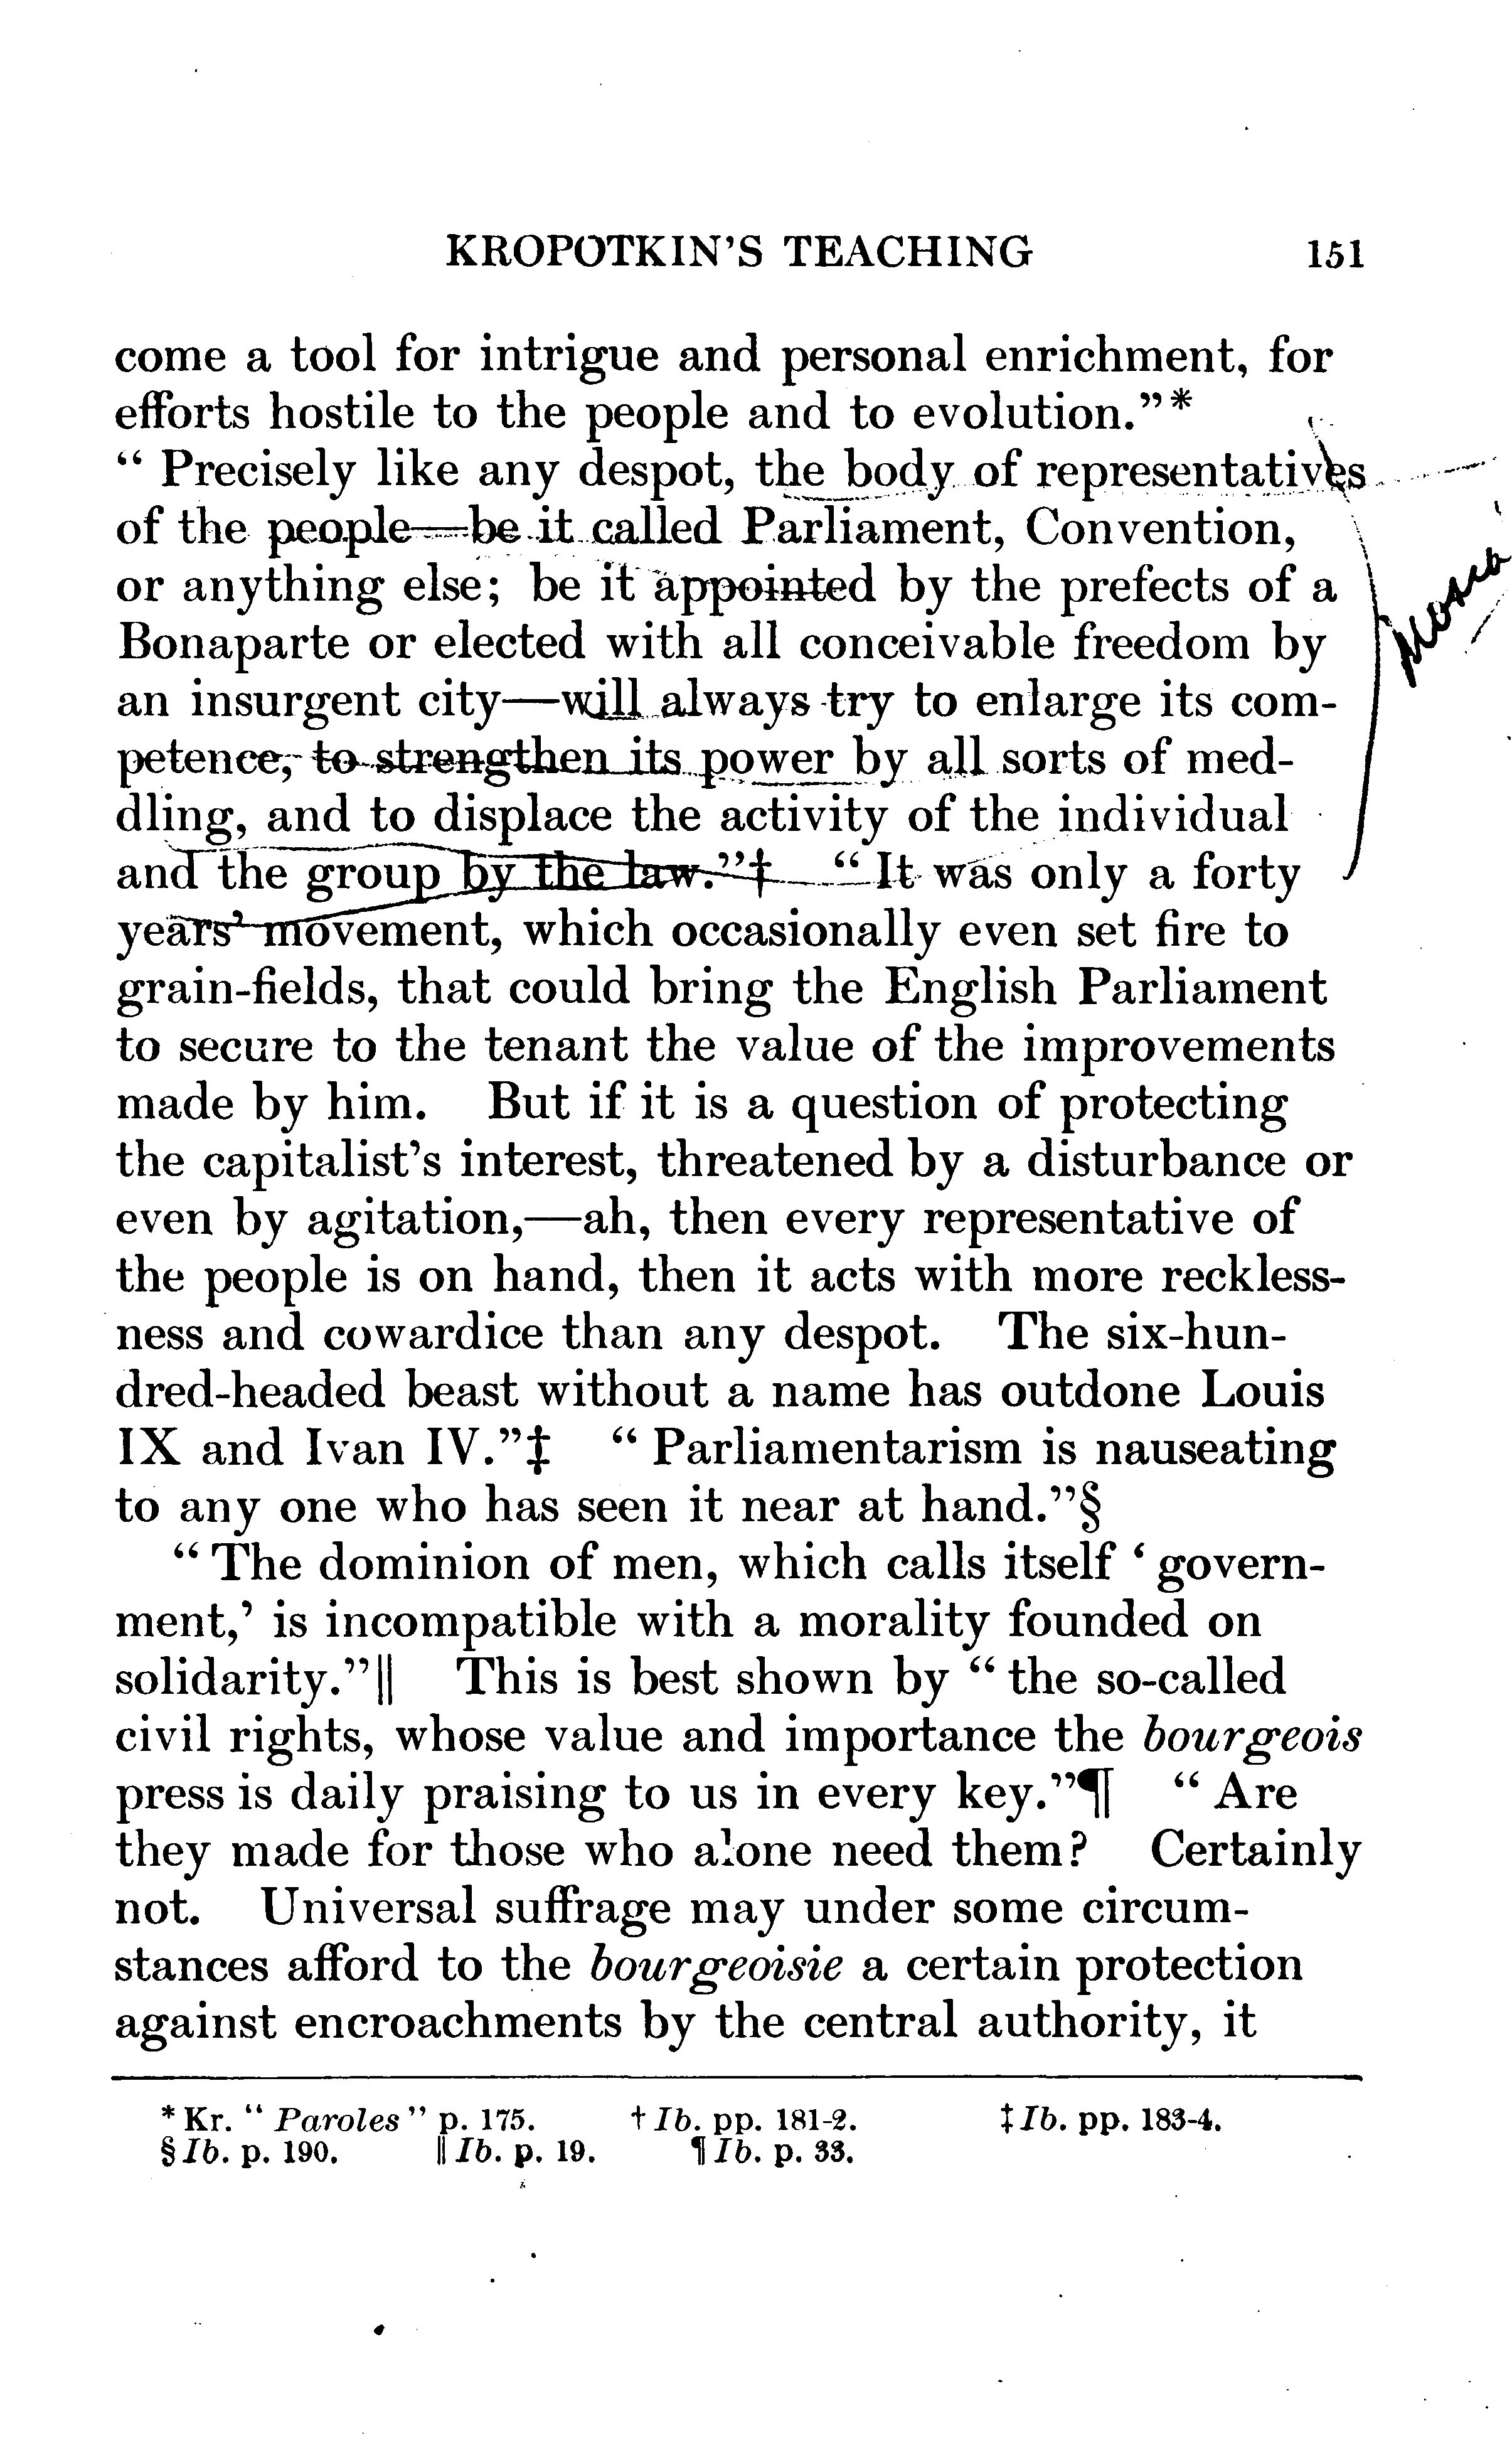 KROPOTKIN'S TEACHING 151
come a tool for intrigue and personal enrichment, for
efforts hostile to the people and to evolution."*
" Precisely like any despot, the body of representatives
of the people—be it called Parliament, Convention,
or anything else; be it appointed by the prefects of a
Bonaparte or elected with all conceivable freedom by
an insurgent city—will always try to enlarge its com-
petence, to strengthen its power by all sorts of med-
dling, and to displace the activity of the individual
and the group by the law."† " It was only a forty
years' movement, which occasionally even set fire to
grain-fields, that could bring the English Parliament
to secure to the tenant the value of the improvements
made by him. But if it is a question of protecting
the capitalist's interest, threatened by a disturbance or
even by agitation,—ah, then every representative of
the people is on hand, then it acts with more reckless-
ness and cowardice than any despot. The six-hun-
dred-headed beast without a name has outdone Louis
IX and Ivan IV."‡ " Parliamentarism is nauseating
to any one who has seen it near at hand."§
" The dominion of men, which calls itself ' govern-
ment,' is incompatible with a morality founded on
solidarity."‖ This is best shown by " the so-called
civil rights, whose value and importance the bourgeois
press is daily praising to us in every key."¶ " Are
they made for those who alone need them? Certainly
not. Universal suffrage may under some circum-
stances afford to the bourgeoisie a certain protection
against encroachments by the central authority, it
* Kr. " Paroles " p. 175. † Ib. pp. 181-2. ‡ Ib. pp. 183-4.
§ Ib. p. 190. ‖ Ib. p. 19. ¶ Ib. p. 33.
Mosca